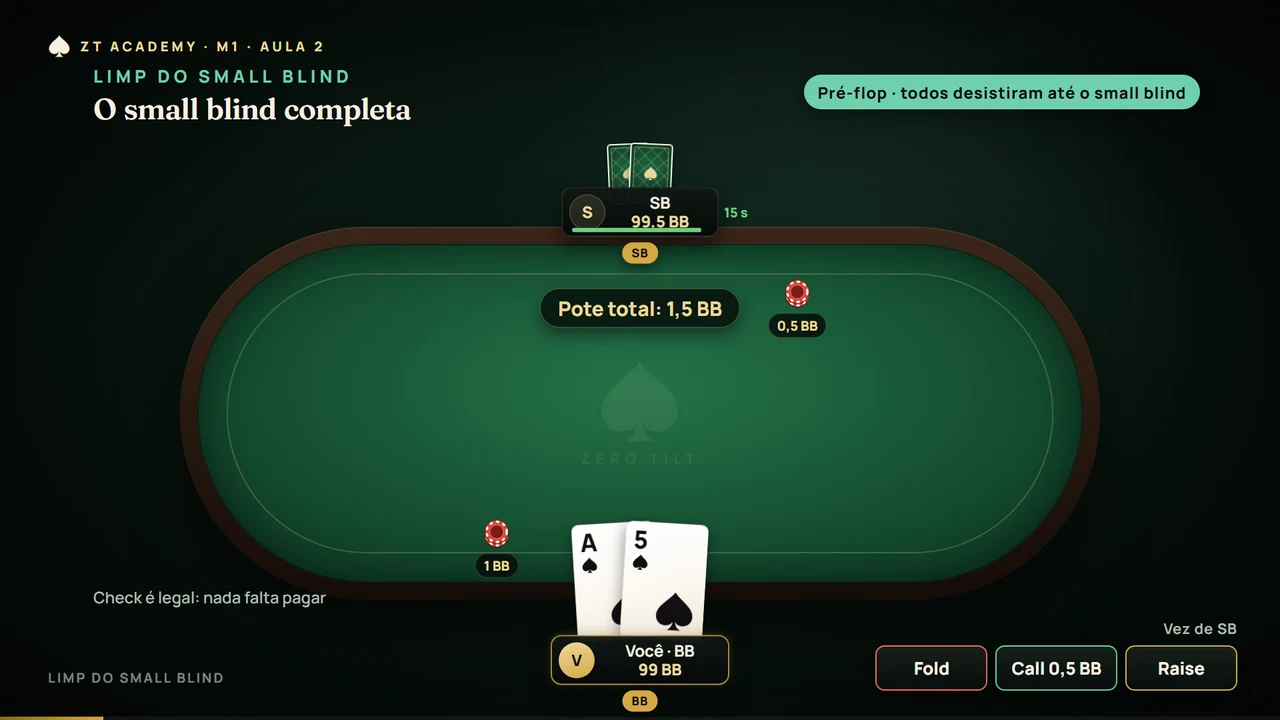 ZT ACADEMY · M1 · AULA 2
LIMP DO SMALL BLIND
O small blind completa
Pré-flop · todos desistiram até o small blind
S
SB
99.5 BB
15 s
SB
Pote total: 1,5 BB
0,5 BB
ZERO TILT
1 BB
A
5
Check é legal: nada falta pagar
Vez de SB
V
Você · BB
99 BB
Fold
Call 0,5 BB
Raise
LIMP DO SMALL BLIND
BB